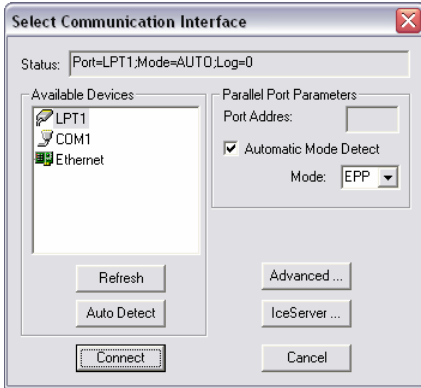 Select Communication Interface
Status: Port=LPT1;Mode=AUTO;Log=0
Available Devices
LPT1
COM1
Ethernet
Refresh
Auto Detect
Connect
Parallel Port Parameters
Port Addres:
Automatic Mode Detect
Mode: EPP
Advanced ...
IceServer ...
Cancel